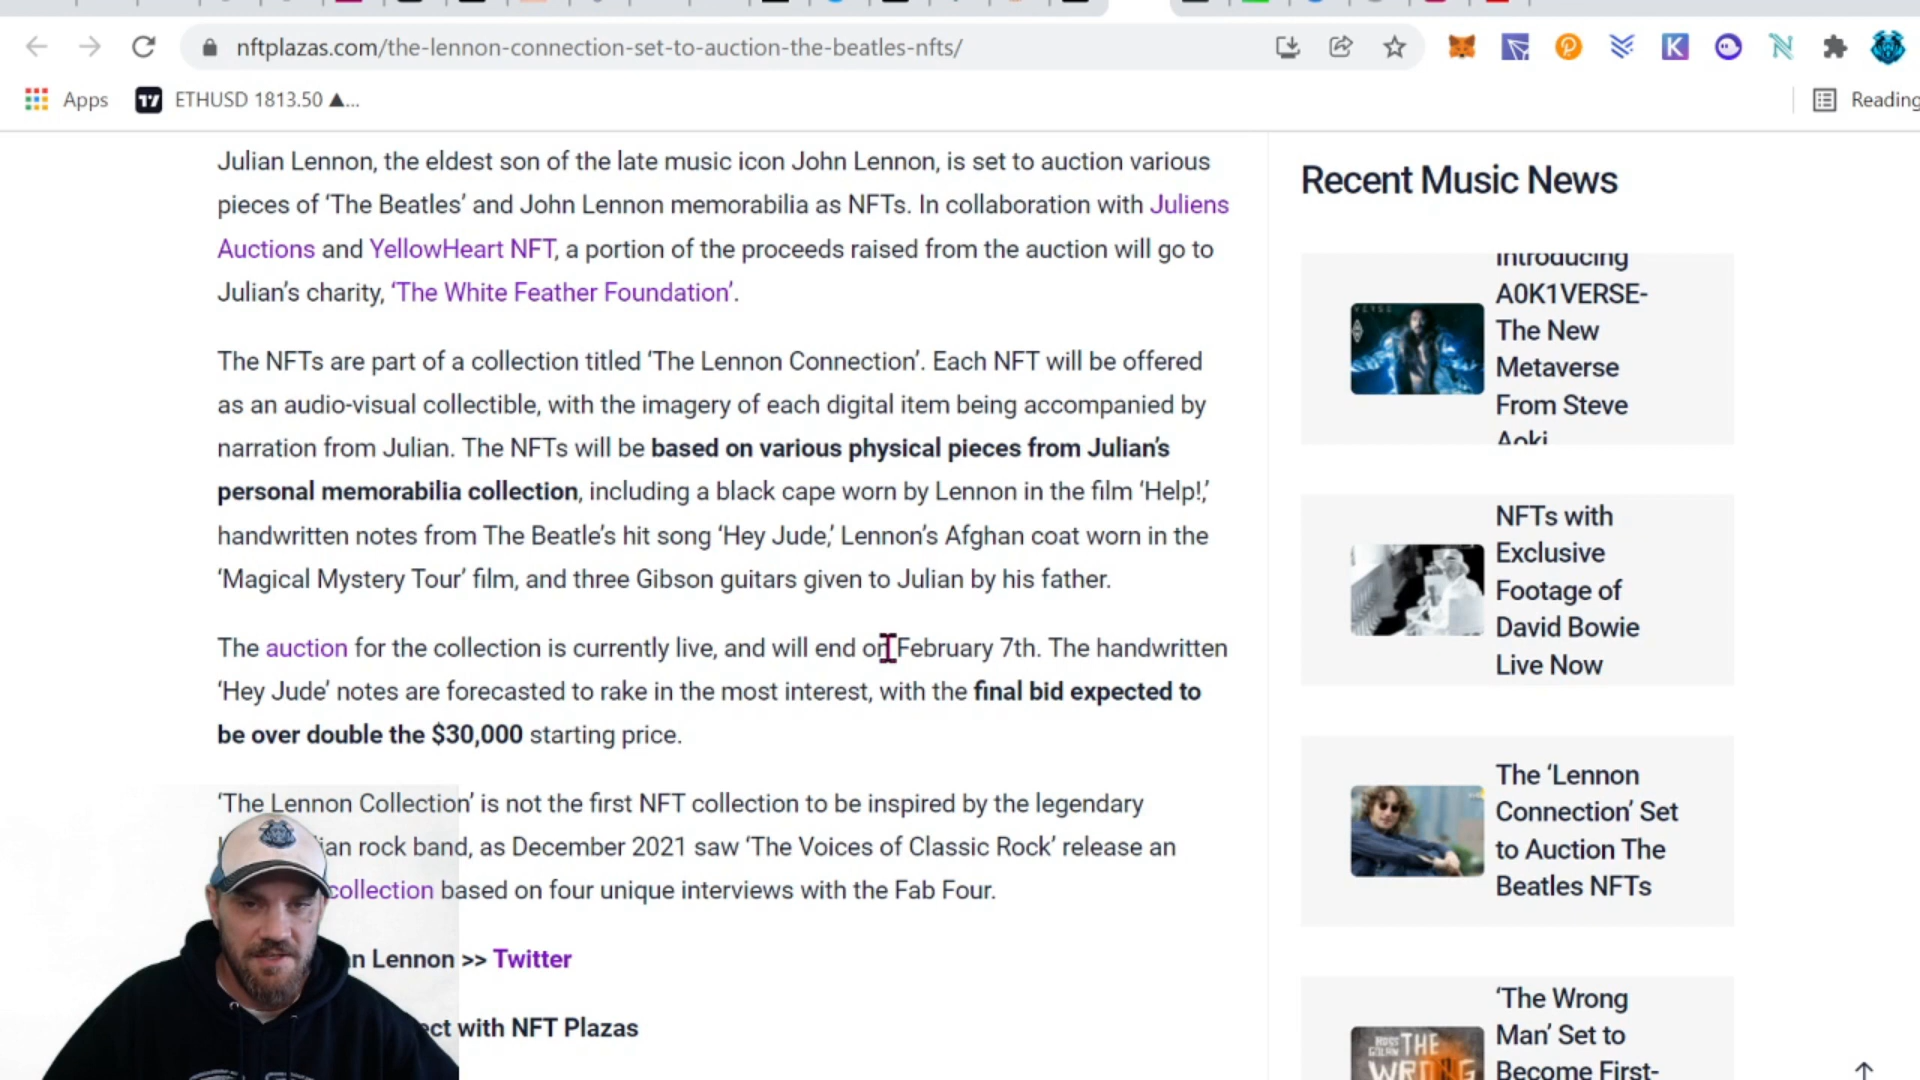 nftplazas.com/the-lennon-connection-set-to-auction-the-beatles-nfts/
Apps
ETHUSD 1813.50 ▲...
Reading
Julian Lennon, the eldest son of the late music icon John Lennon, is set to auction various
pieces of ‘The Beatles’ and John Lennon memorabilia as NFTs. In collaboration with Juliens
Auctions and YellowHeart NFT, a portion of the proceeds raised from the auction will go to
Julian’s charity, ‘The White Feather Foundation’.
The NFTs are part of a collection titled ‘The Lennon Connection’. Each NFT will be offered
as an audio-visual collectible, with the imagery of each digital item being accompanied by
narration from Julian. The NFTs will be based on various physical pieces from Julian’s
personal memorabilia collection, including a black cape worn by Lennon in the film ‘Help!,’
handwritten notes from The Beatle’s hit song ‘Hey Jude,’ Lennon’s Afghan coat worn in the
‘Magical Mystery Tour’ film, and three Gibson guitars given to Julian by his father.
The auction for the collection is currently live, and will end on February 7th. The handwritten
‘Hey Jude’ notes are forecasted to rake in the most interest, with the final bid expected to
be over double the $30,000 starting price.
‘The Lennon Collection’ is not the first NFT collection to be inspired by the legendary
ian rock band, as December 2021 saw ‘The Voices of Classic Rock’ release an
collection based on four unique interviews with the Fab Four.
n Lennon >> Twitter
ect with NFT Plazas
Recent Music News
Introducing
A0K1VERSE-
The New
Metaverse
From Steve
Aoki
NFTs with
Exclusive
Footage of
David Bowie
Live Now
The ‘Lennon
Connection’ Set
to Auction The
Beatles NFTs
‘The Wrong
Man’ Set to
Become First-
THE
WRONG